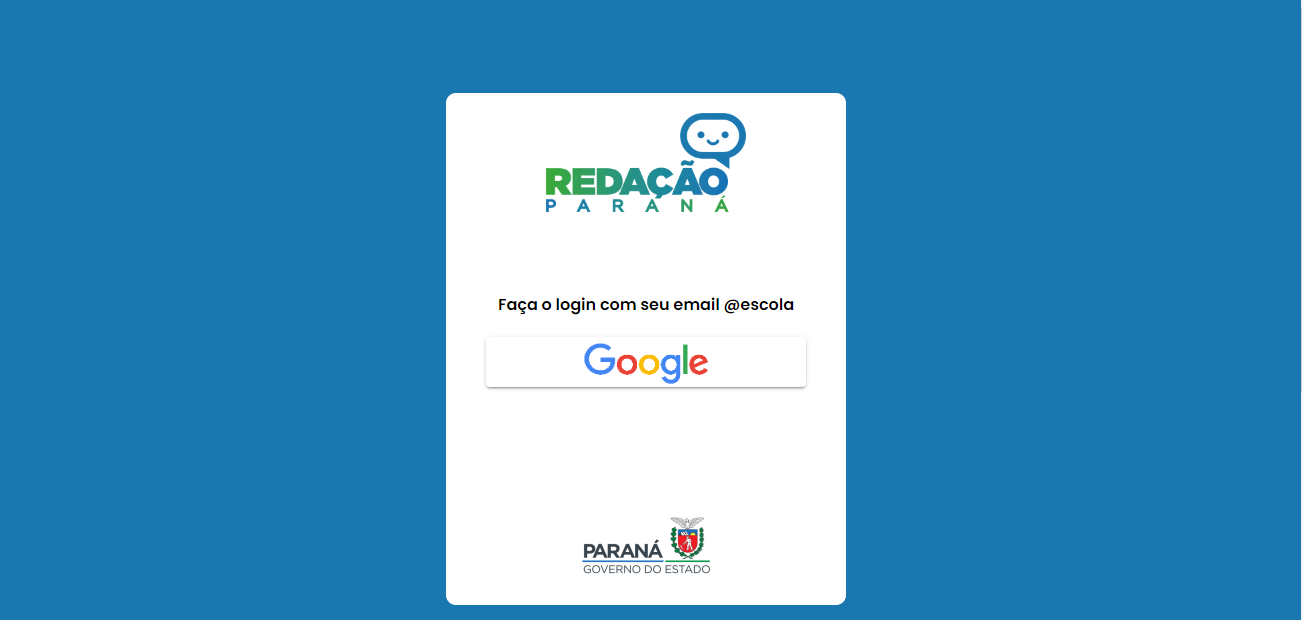 REDAÇÃO
PARANÁ
Faça o login com seu email @escola
Google
PARANÁ
GOVERNO DO ESTADO